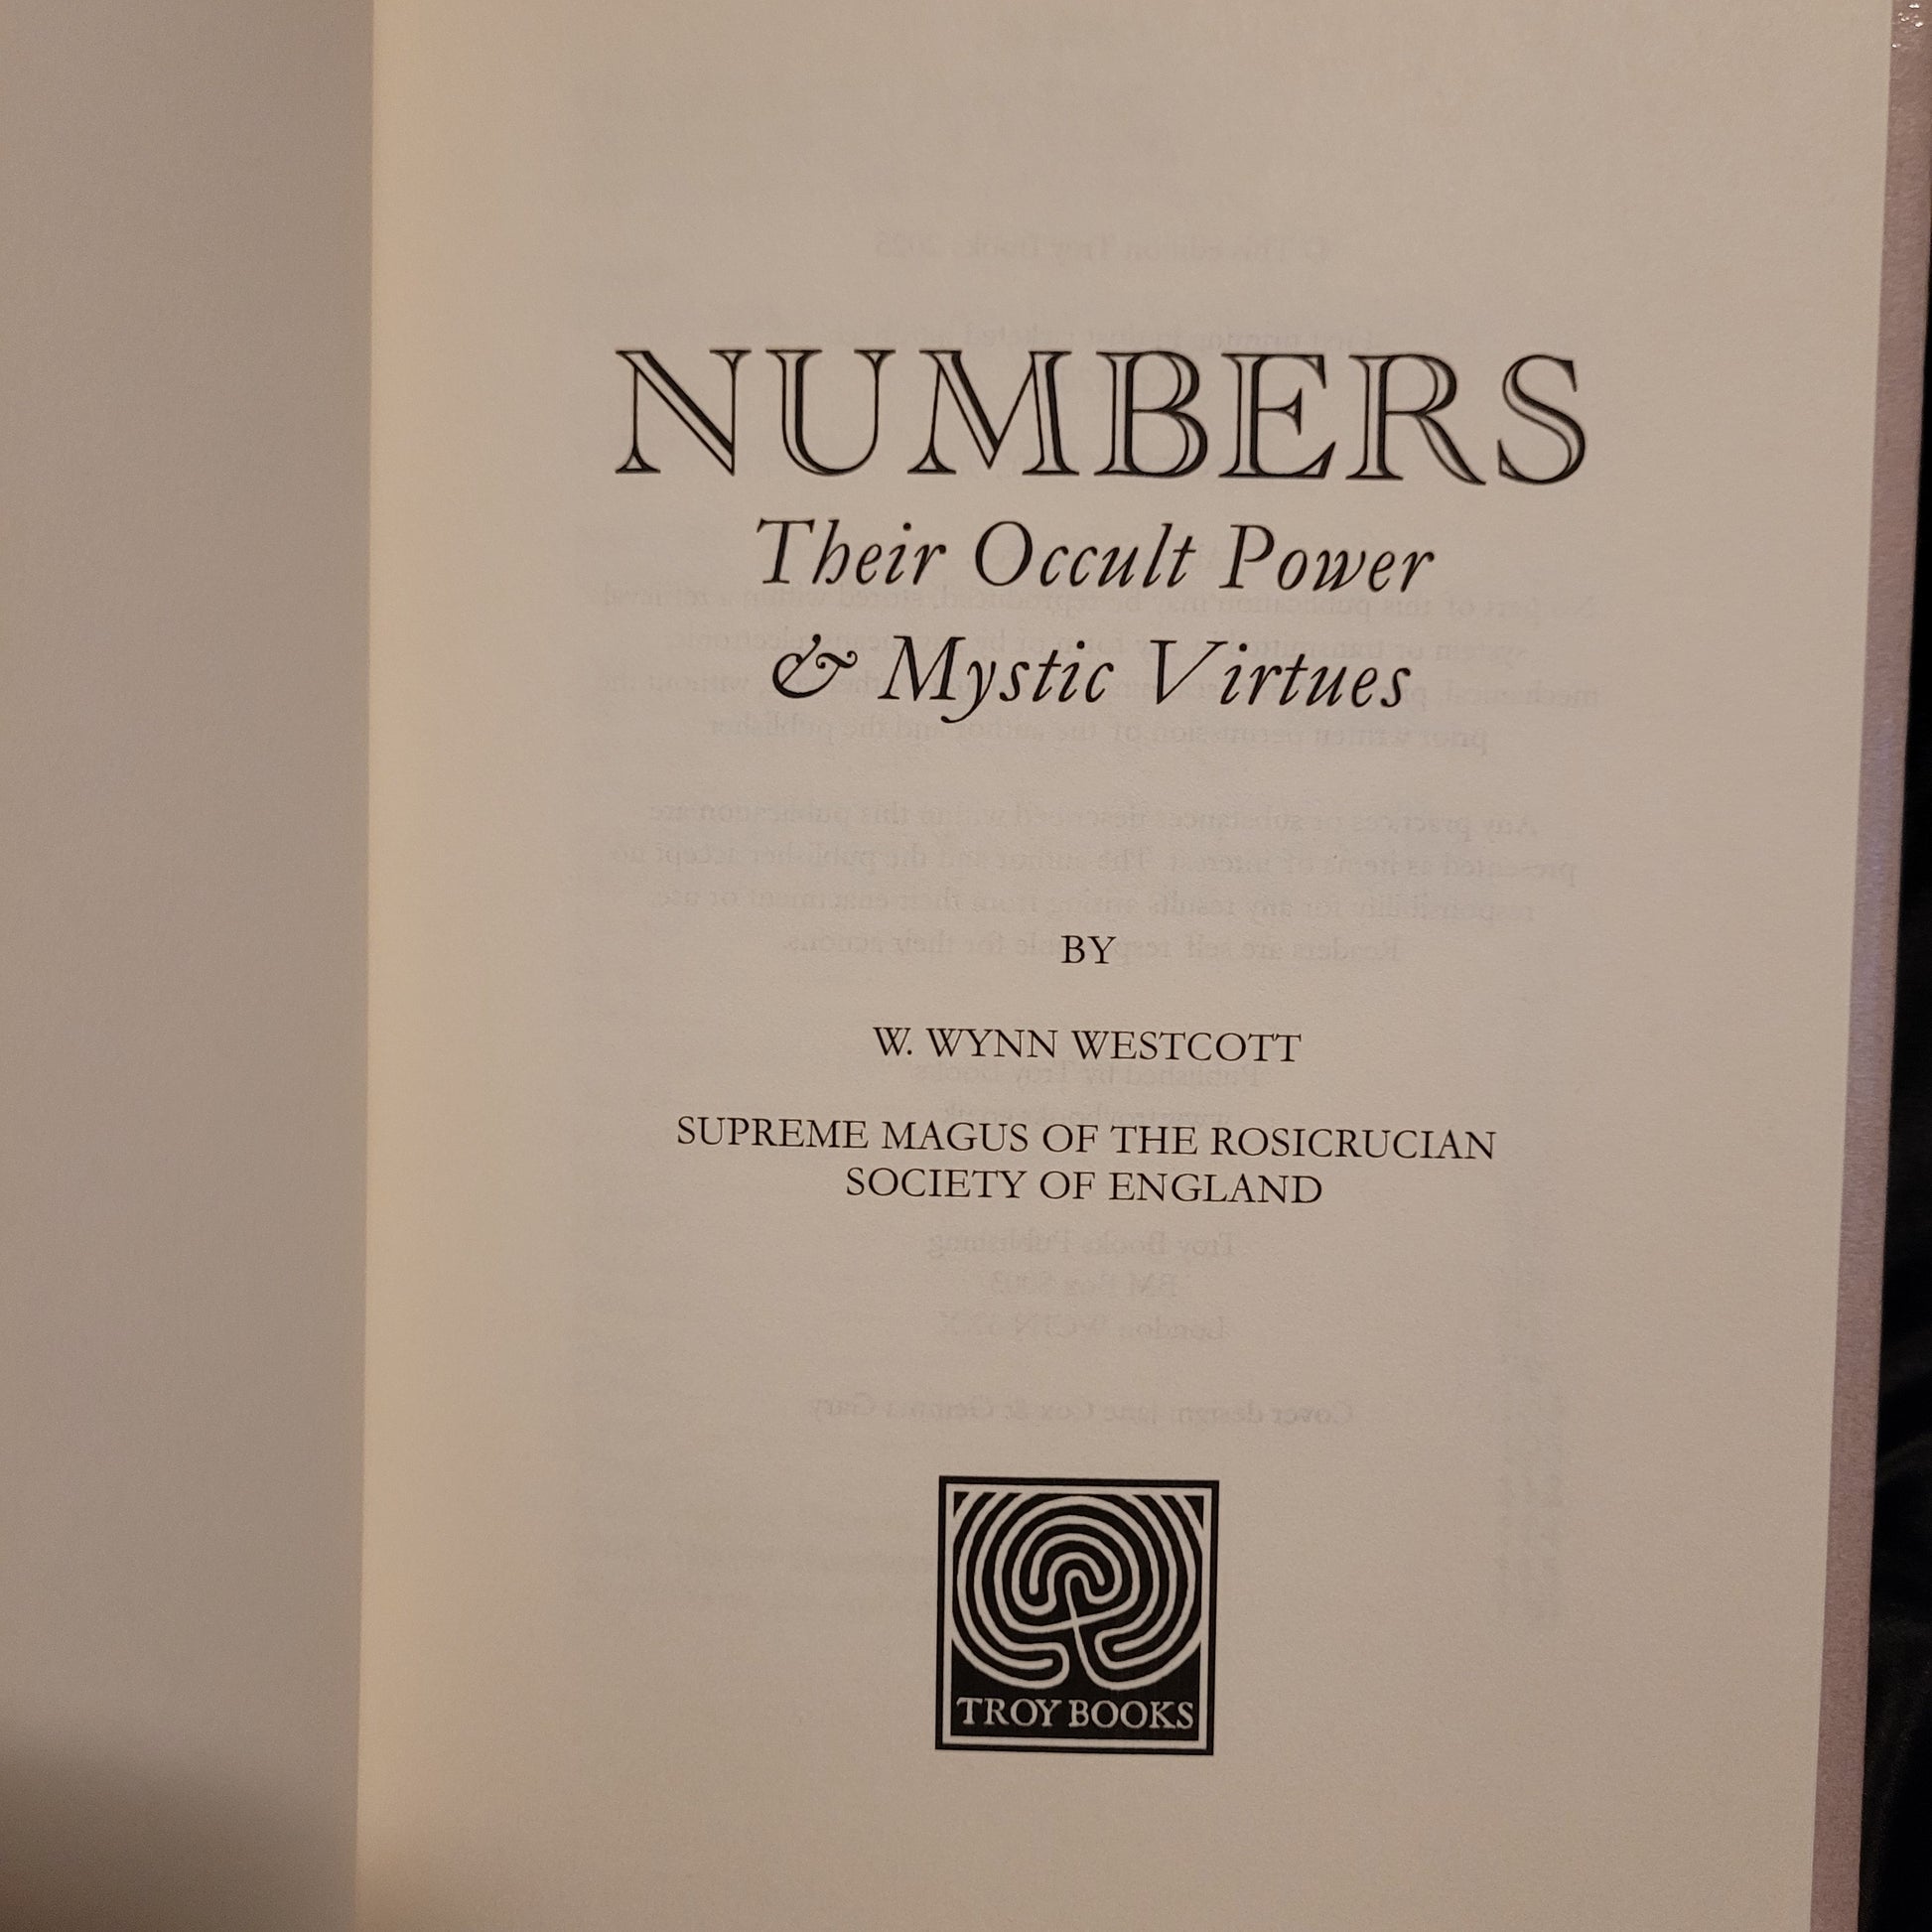 NUMBERS
Their Occult Power
& Mystic Virtues
BY
W. WYNN WESTCOTT
SUPREME MAGUS OF THE ROSICRUCIAN
SOCIETY OF ENGLAND
TROY BOOKS